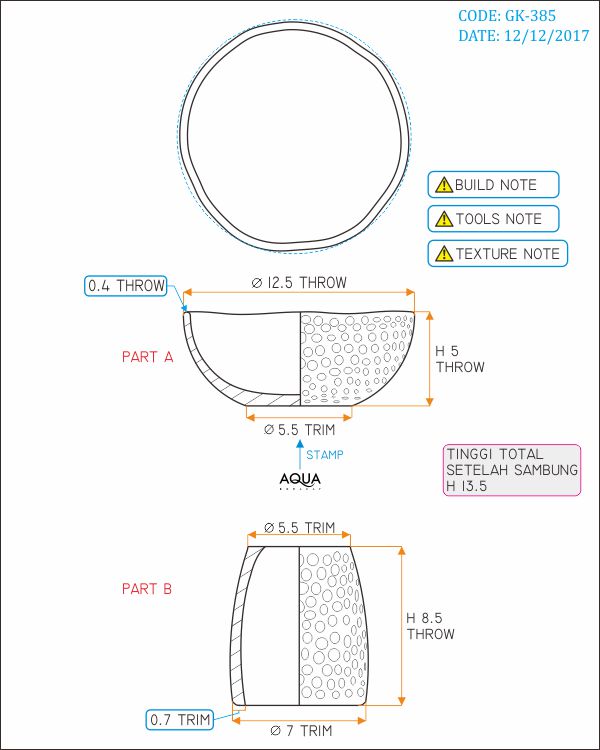 CODE: GK-385
DATE: 12/12/2017
BUILD NOTE
TOOLS NOTE
TEXTURE NOTE
0.4 THROW
Ø 12.5 THROW
PART A
H 5
THROW
Ø 5.5 TRIM
STAMP
AQUA
TINGGI TOTAL
SETELAH SAMBUNG
H 13.5
Ø 5.5 TRIM
PART B
H 8.5
THROW
0.7 TRIM
Ø 7 TRIM